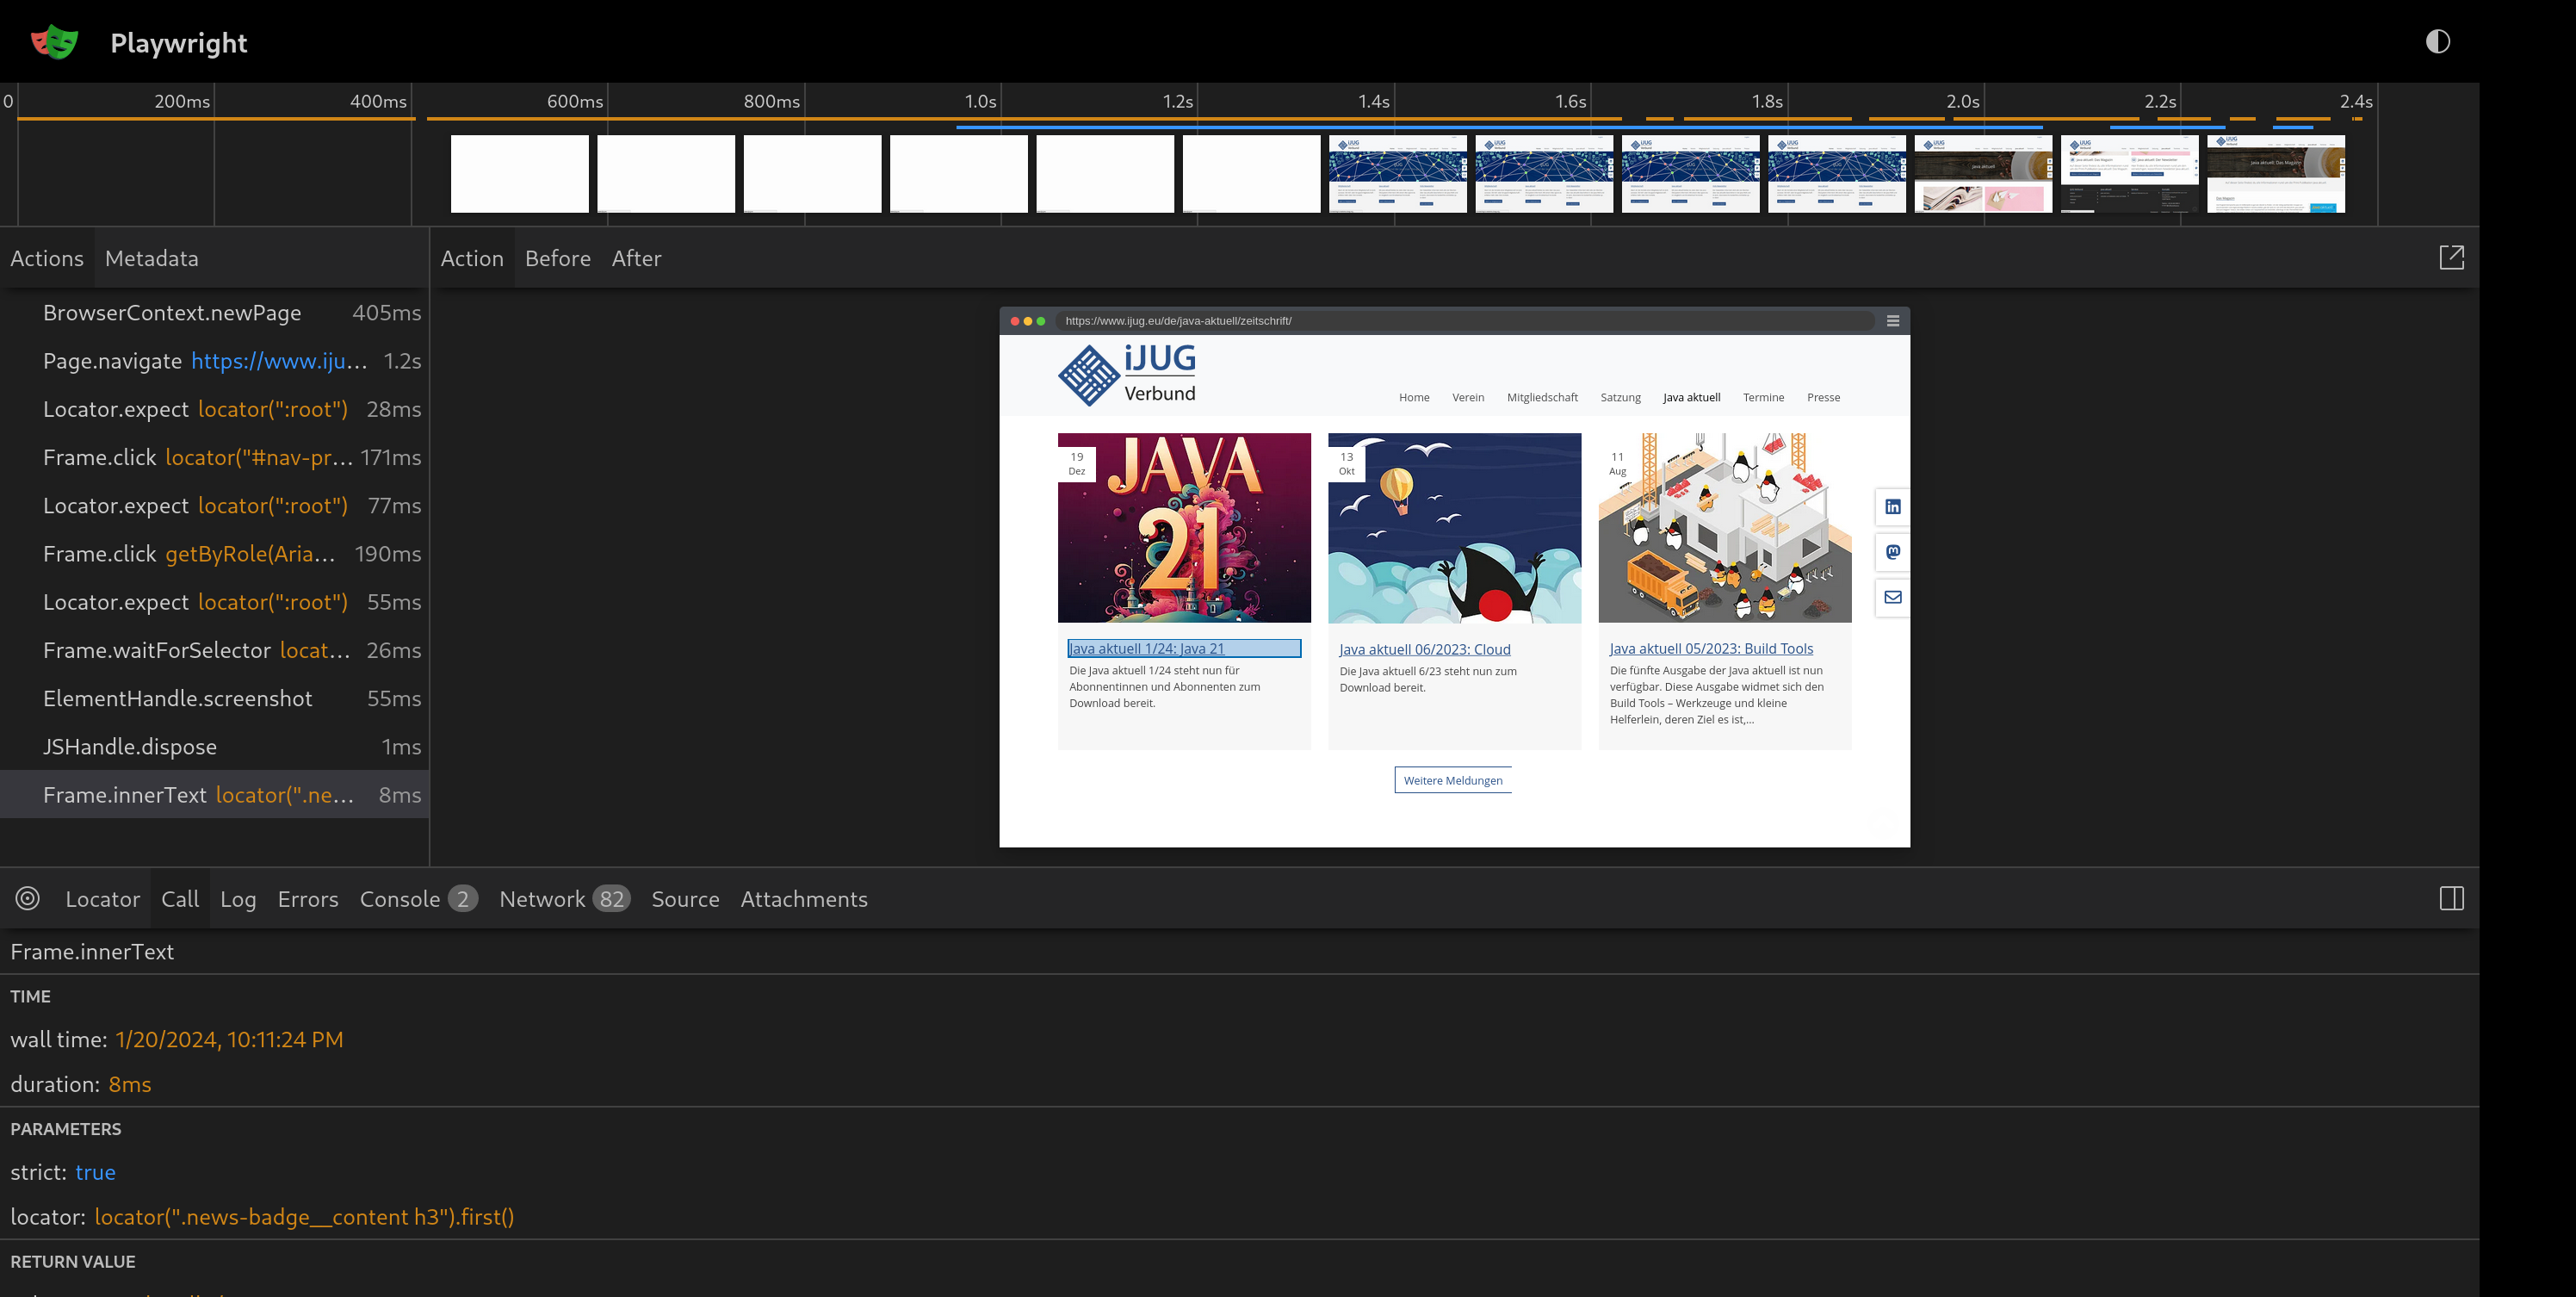 Playwright
0 200ms 400ms 600ms 800ms 1.0s 1.2s 1.4s 1.6s 1.8s 2.0s 2.2s 2.4s
Actions Metadata
Action Before After
BrowserContext.newPage 405ms
Page.navigate https://www.iju... 1.2s
Locator.expect locator(":root") 28ms
Frame.click locator("#nav-pr... 171ms
Locator.expect locator(":root") 77ms
Frame.click getByRole(Aria... 190ms
Locator.expect locator(":root") 55ms
Frame.waitForSelector locat... 26ms
ElementHandle.screenshot 55ms
JSHandle.dispose 1ms
Frame.innerText locator(".ne... 8ms
https://www.ijug.eu/de/java-aktuell/zeitschrift/
iJUG
Verbund
Home Verein Mitgliedschaft Satzung Java aktuell Termine Presse
19
Dez
JAVA
21
Java aktuell 1/24: Java 21
Die Java aktuell 1/24 steht nun für
Abonnentinnen und Abonnenten zum
Download bereit.
13
Okt
Java aktuell 06/2023: Cloud
Die Java aktuell 6/23 steht nun zum
Download bereit.
11
Aug
Java aktuell 05/2023: Build Tools
Die fünfte Ausgabe der Java aktuell ist nun
verfügbar. Diese Ausgabe widmet sich den
Build Tools – Werkzeuge und kleine
Helferlein, deren Ziel es ist,...
Weitere Meldungen
Locator Call Log Errors Console 2 Network 82 Source Attachments
Frame.innerText
TIME
wall time: 1/20/2024, 10:11:24 PM
duration: 8ms
PARAMETERS
strict: true
locator: locator(".news-badge__content h3").first()
RETURN VALUE